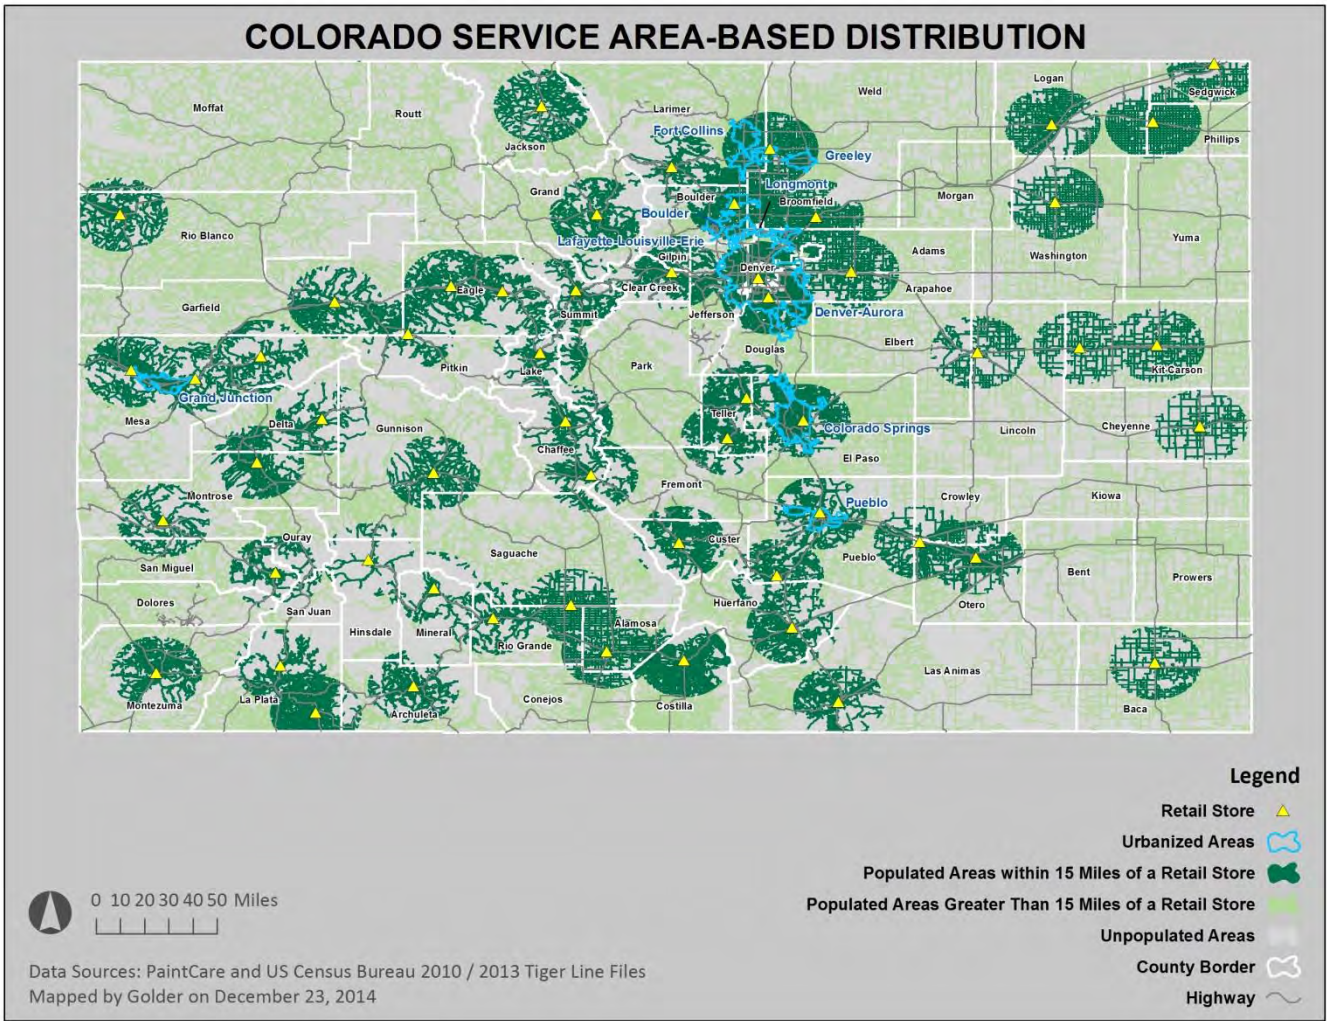 COLORADO SERVICE AREA-BASED DISTRIBUTION
Moffat
Routt
Jackson
Larimer
Weld
Logan
Sedgwick
Phillips
Fort Collins
Greeley
Grand
Boulder
Longmont
Broomfield
Morgan
Boulder
Rio Blanco
Lafayette-Louisville-Erie
Gilpin
Denver
Adams
Washington
Yuma
Eagle
Clear Creek
Arapahoe
Garfield
Summit
Jefferson
Denver-Aurora
Elbert
Douglas
Park
Pitkin
Lake
Kit Carson
Grand Junction
Mesa
Delta
Gunnison
Teller
Colorado Springs
Lincoln
Cheyenne
Chaffee
El Paso
Montrose
Fremont
Pueblo
Crowley
Kiowa
Ouray
Saguache
Custer
Pueblo
San Miguel
Bent
Prowers
Dolores
San Juan
Huerfano
Otero
Hinsdale
Mineral
Rio Grande
Alamosa
Las Animas
Montezuma
La Plata
Archuleta
Conejos
Costilla
Baca
Legend
Retail Store
Urbanized Areas
Populated Areas within 15 Miles of a Retail Store
Populated Areas Greater Than 15 Miles of a Retail Store
Unpopulated Areas
County Border
Highway
0 10 20 30 40 50 Miles
Data Sources: PaintCare and US Census Bureau 2010 / 2013 Tiger Line Files
Mapped by Golder on December 23, 2014